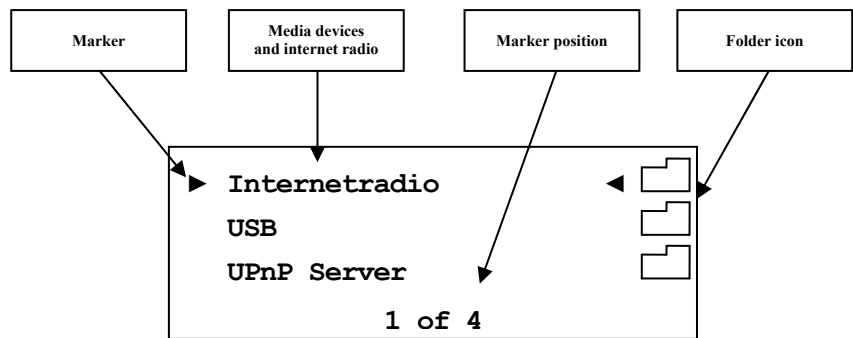 Marker
Media devices
and internet radio
Marker position
Folder icon
Internetradio
USB
UPnP Server
1 of 4